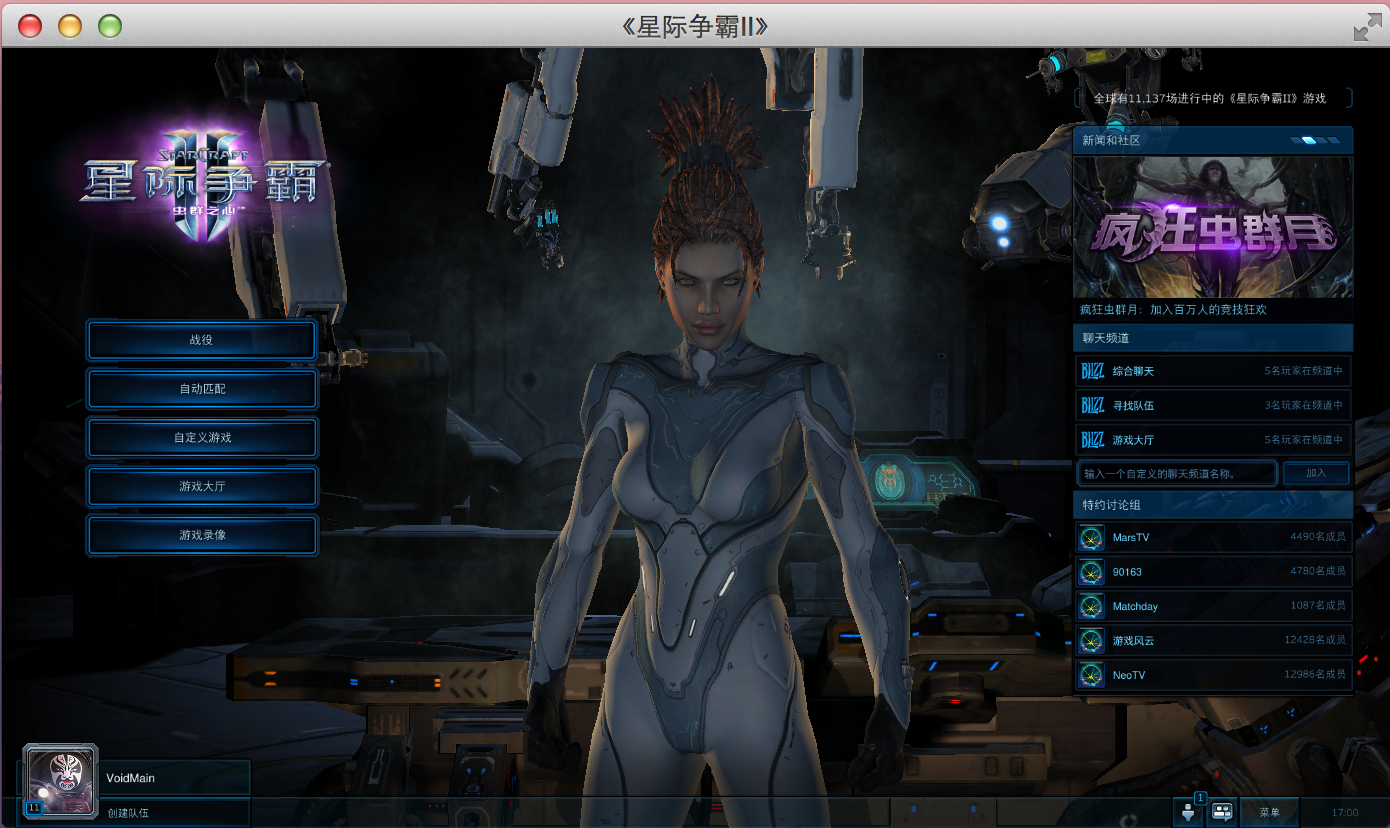 《星际争霸II》
全球有11,137场进行中的《星际争霸II》游戏
STARCRAFT
II
星际争霸
虫群之心™
新闻和社区
疯狂虫群月
疯狂虫群月：加入百万人的竞技狂欢
战役
自动匹配
自定义游戏
游戏大厅
游戏录像
聊天频道
BLIZZ 综合聊天 5名玩家在频道中
BLIZZ 寻找队伍 3名玩家在频道中
BLIZZ 游戏大厅 5名玩家在频道中
输入一个自定义的聊天频道名称。 加入
特约讨论组
MarsTV 4490名成员
90163 4780名成员
Matchday 1087名成员
游戏风云 12428名成员
NeoTV 12986名成员
VoidMain
11
创建队伍
1
菜单 17:00